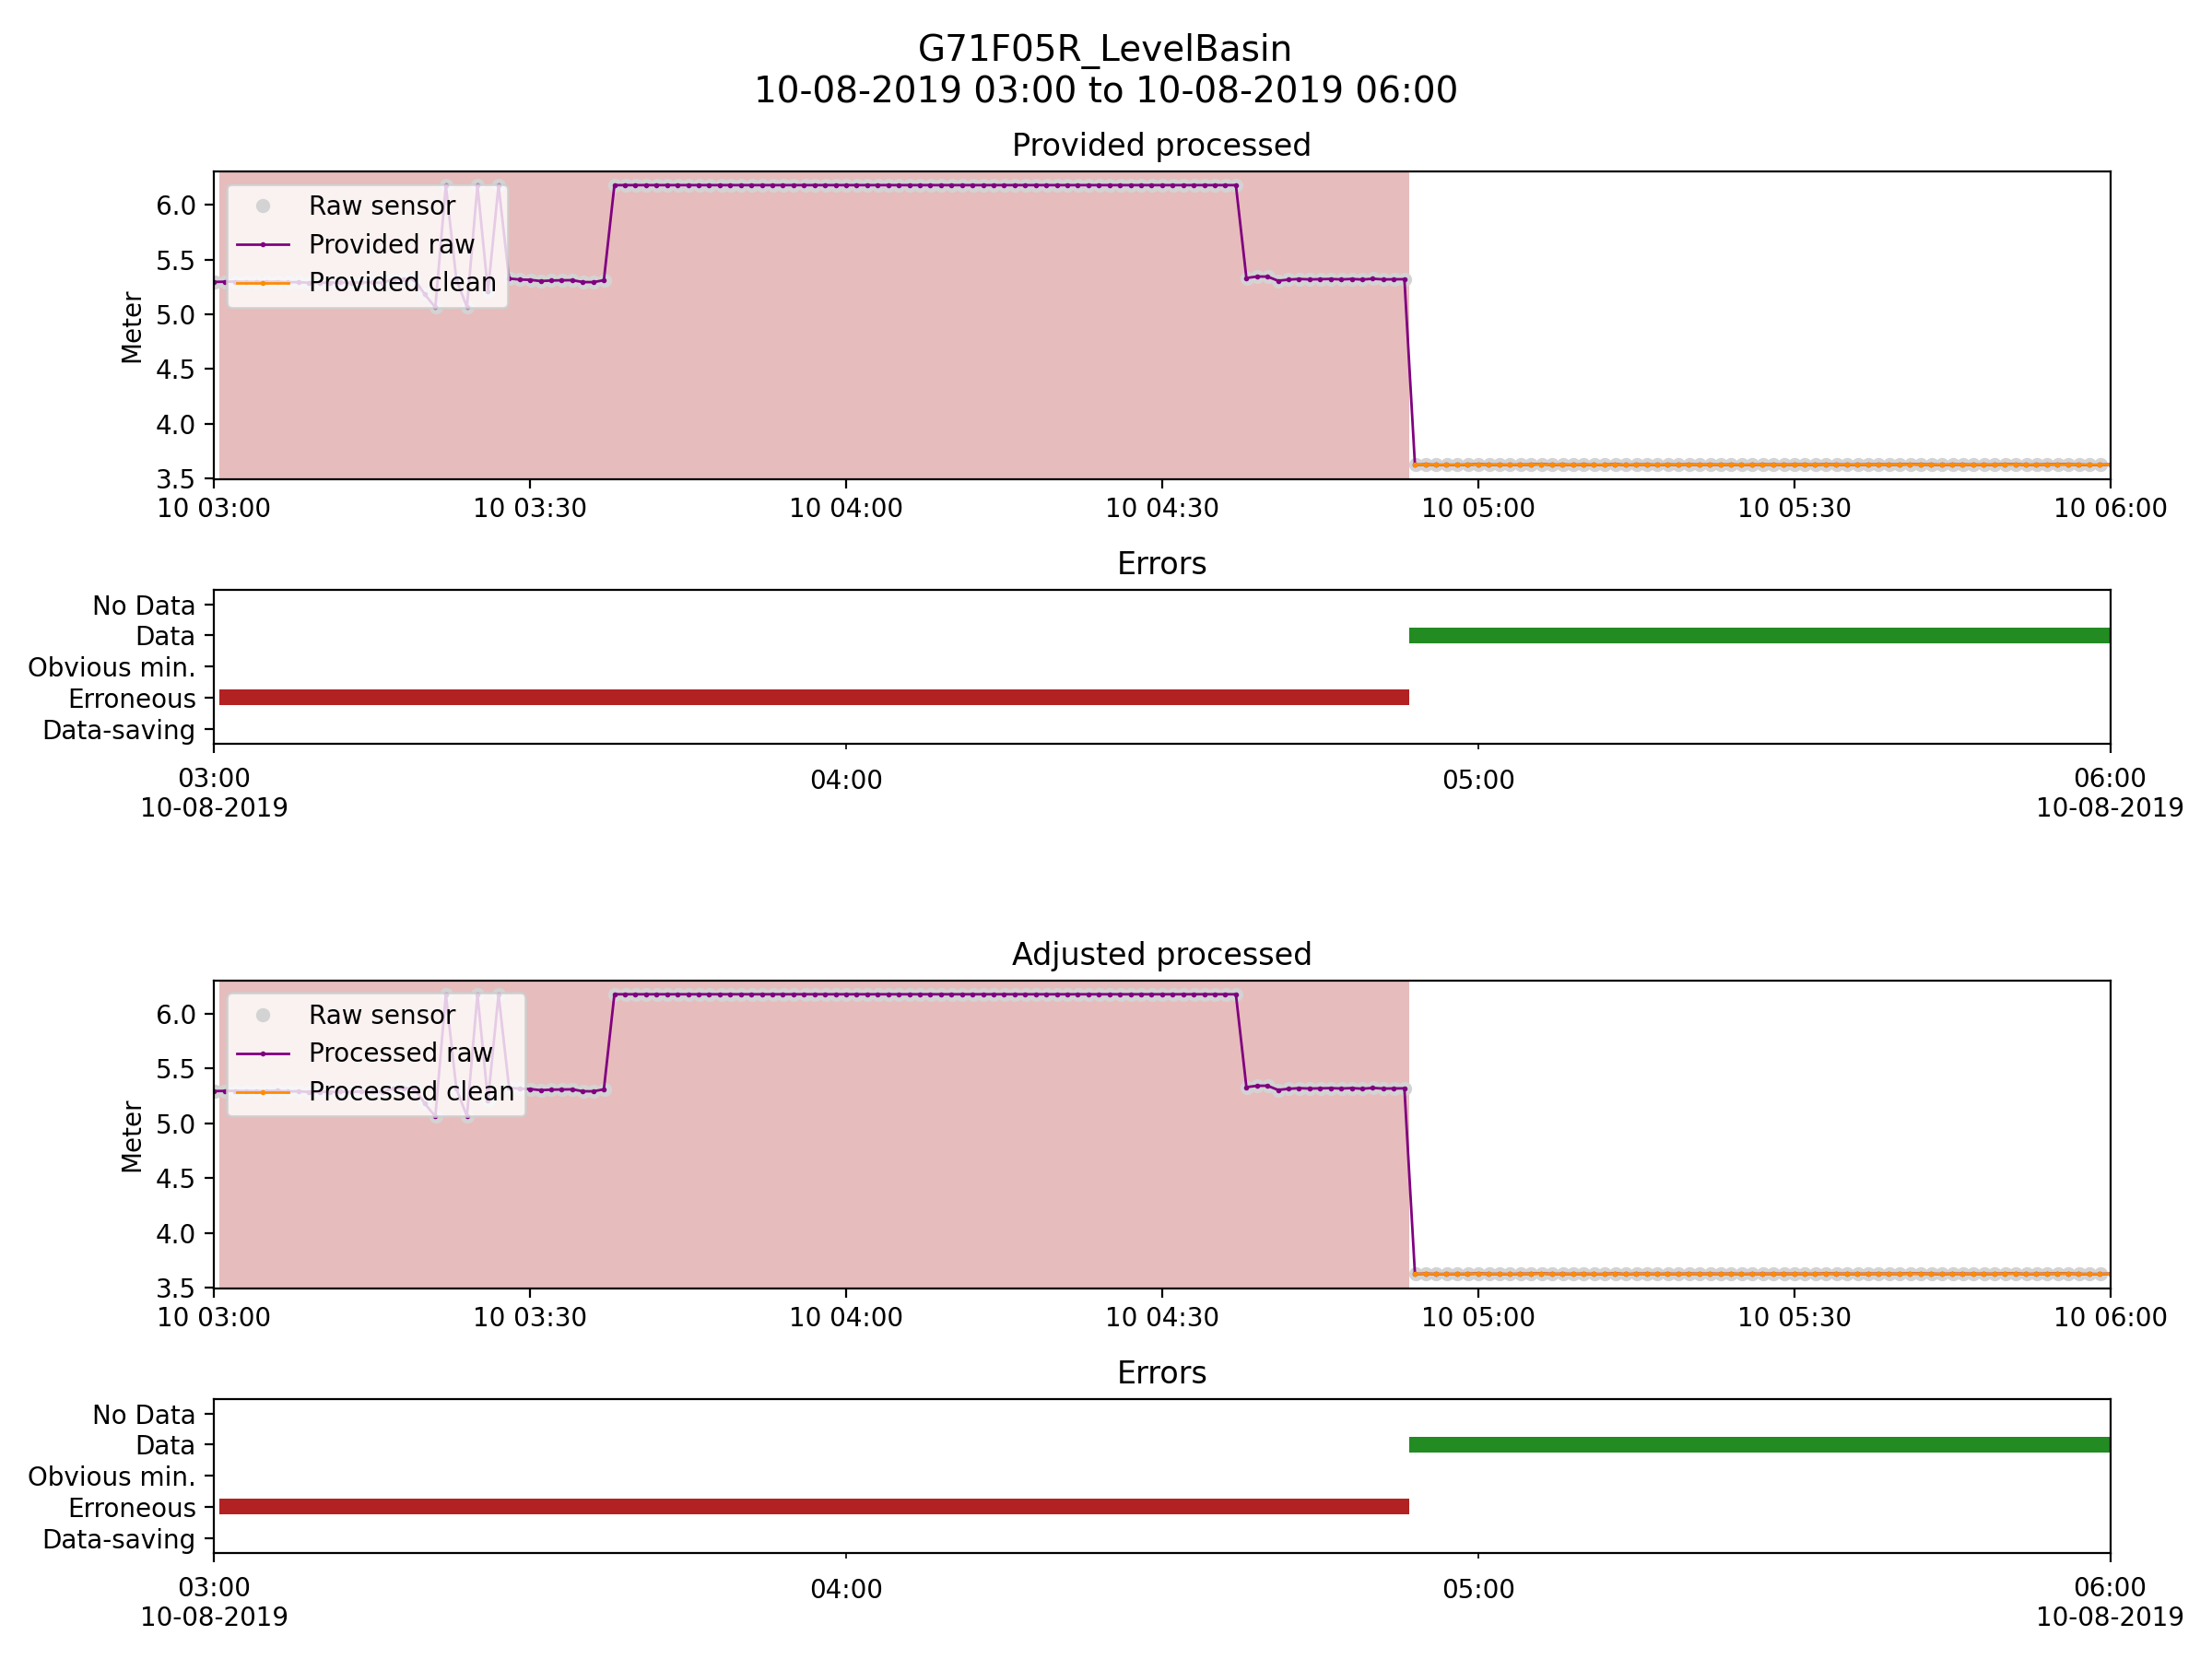 G71F05R_LevelBasin
10-08-2019 03:00 to 10-08-2019 06:00
Provided processed
Meter
6.0
5.5
5.0
4.5
4.0
3.5
Raw sensor
Provided raw
Provided clean
10 03:00 10 03:30 10 04:00 10 04:30 10 05:00 10 05:30 10 06:00
Errors
No Data
Data
Obvious min.
Erroneous
Data-saving
03:00 04:00 05:00 06:00
10-08-2019 10-08-2019
Adjusted processed
Meter
6.0
5.5
5.0
4.5
4.0
3.5
Raw sensor
Processed raw
Processed clean
10 03:00 10 03:30 10 04:00 10 04:30 10 05:00 10 05:30 10 06:00
Errors
No Data
Data
Obvious min.
Erroneous
Data-saving
03:00 04:00 05:00 06:00
10-08-2019 10-08-2019